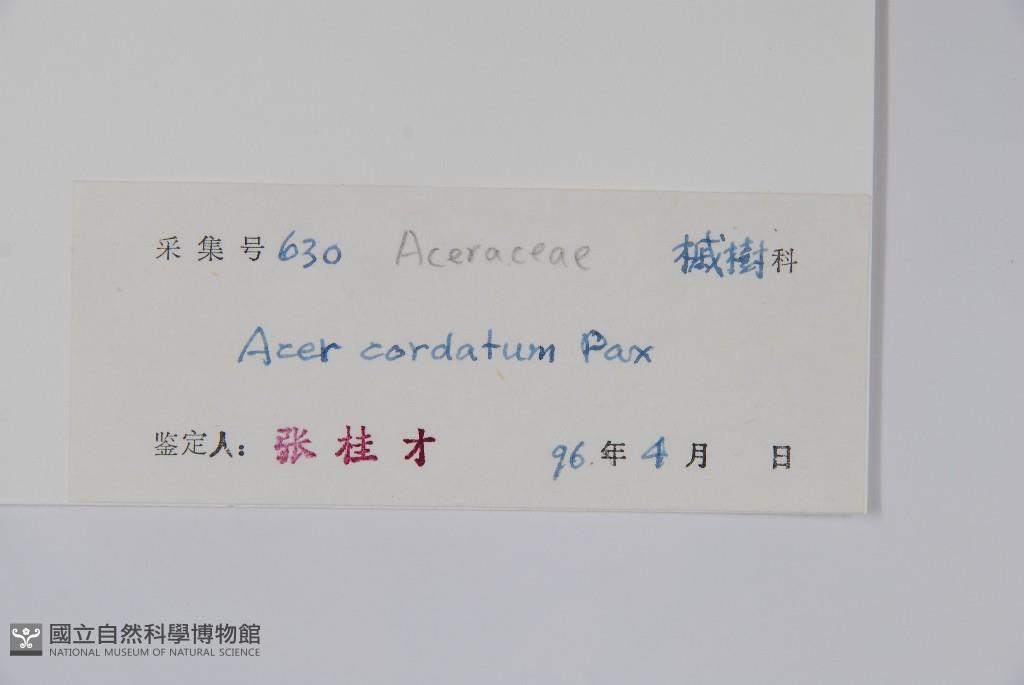 采集号 630 Aceraceae 槭樹科
Acer cordatum Pax
鉴定人: 张桂才 96 年 4 月 日
國立自然科學博物館
NATIONAL MUSEUM OF NATURAL SCIENCE